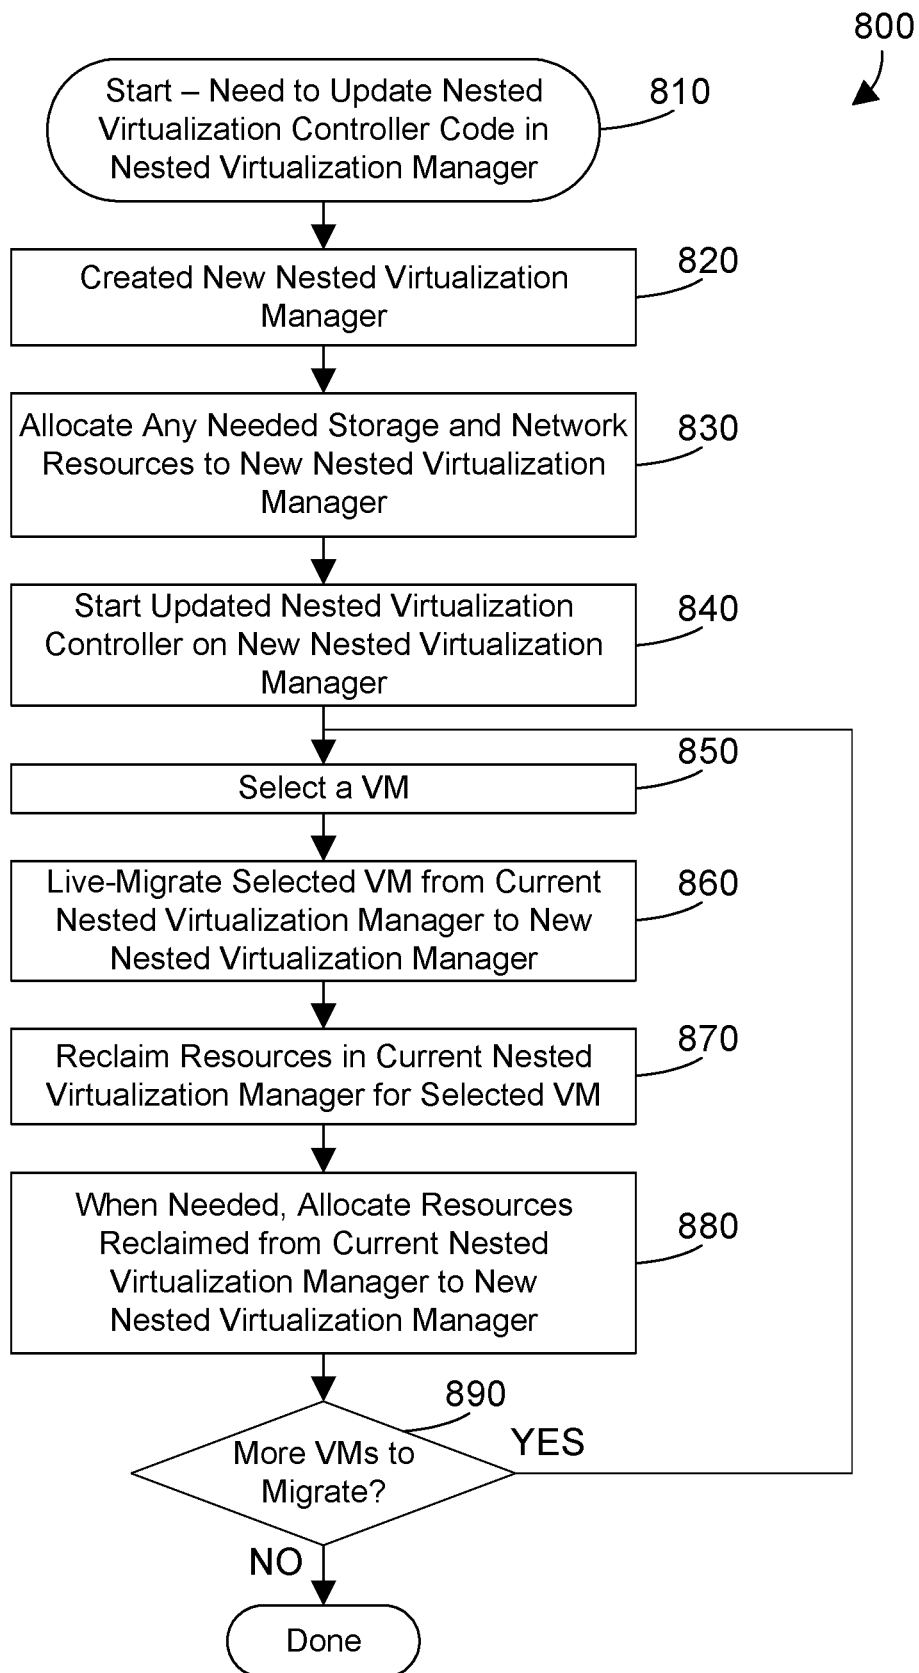 800
Start – Need to Update Nested
Virtualization Controller Code in
Nested Virtualization Manager
810
Created New Nested Virtualization
Manager
820
Allocate Any Needed Storage and Network
Resources to New Nested Virtualization
Manager
830
Start Updated Nested Virtualization
Controller on New Nested Virtualization
Manager
840
Select a VM
850
Live-Migrate Selected VM from Current
Nested Virtualization Manager to New
Nested Virtualization Manager
860
Reclaim Resources in Current Nested
Virtualization Manager for Selected VM
870
When Needed, Allocate Resources
Reclaimed from Current Nested
Virtualization Manager to New
Nested Virtualization Manager
880
More VMs to
Migrate?
890
YES
NO
Done